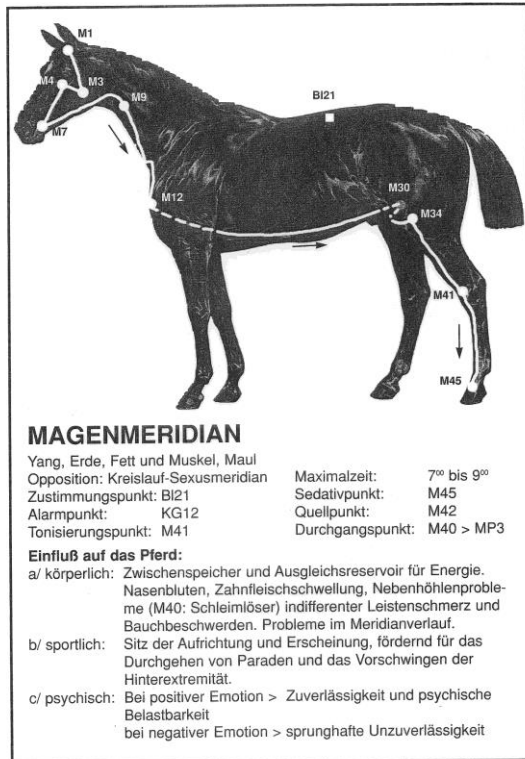 M1
M4
M3
M9
M7
Bl21
M12
M30
M34
M41
M45
MAGENMERIDIAN
Yang, Erde, Fett und Muskel, Maul
Opposition: Kreislauf-Sexusmeridian
Zustimmungspunkt: Bl21
Alarmpunkt: KG12
Tonisierungspunkt: M41
Maximalzeit: 7⁰⁰ bis 9⁰⁰
Sedativpunkt: M45
Quellpunkt: M42
Durchgangspunkt: M40 > MP3
Einfluß auf das Pferd:
a/ körperlich: Zwischenspeicher und Ausgleichsreservoir für Energie.
Nasenbluten, Zahnfleischschwellung, Nebenhöhlenproble-
me (M40: Schleimlöser) indifferenter Leistenschmerz und
Bauchbeschwerden. Probleme im Meridianverlauf.
b/ sportlich: Sitz der Aufrichtung und Erscheinung, fördernd für das
Durchgehen von Paraden und das Vorschwingen der
Hinterextremität.
c/ psychisch: Bei positiver Emotion > Zuverlässigkeit und psychische
Belastbarkeit
bei negativer Emotion > sprunghafte Unzuverlässigkeit